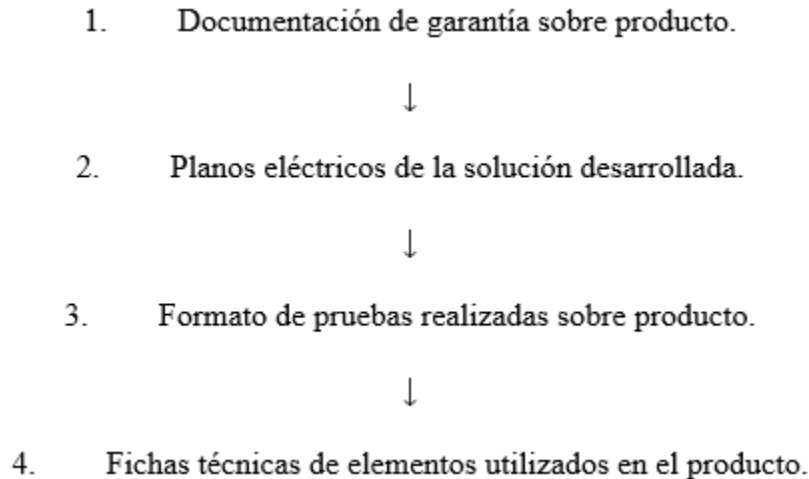 1. Documentación de garantía sobre producto.
↓
2. Planos eléctricos de la solución desarrollada.
↓
3. Formato de pruebas realizadas sobre producto.
↓
4. Fichas técnicas de elementos utilizados en el producto.